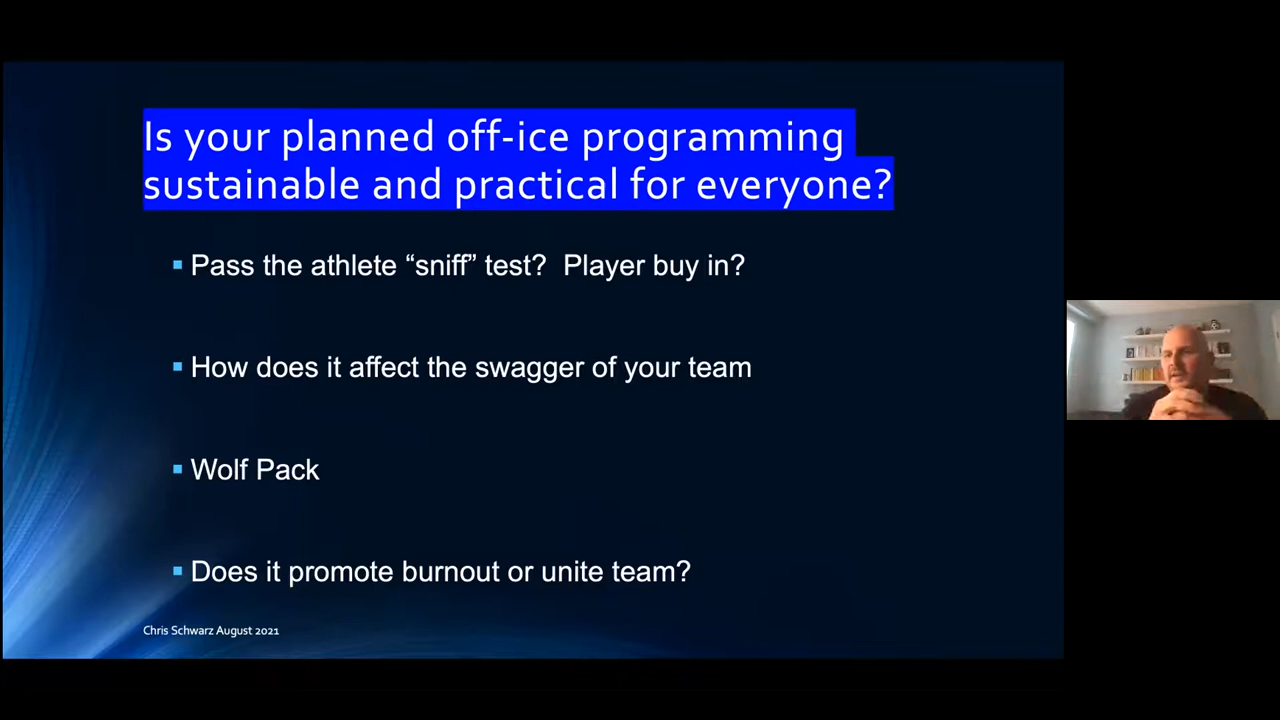 Is your planned off-ice programming
sustainable and practical for everyone?
▪ Pass the athlete “sniff” test?  Player buy in?
▪ How does it affect the swagger of your team
▪ Wolf Pack
▪ Does it promote burnout or unite team?
Chris Schwarz August 2021